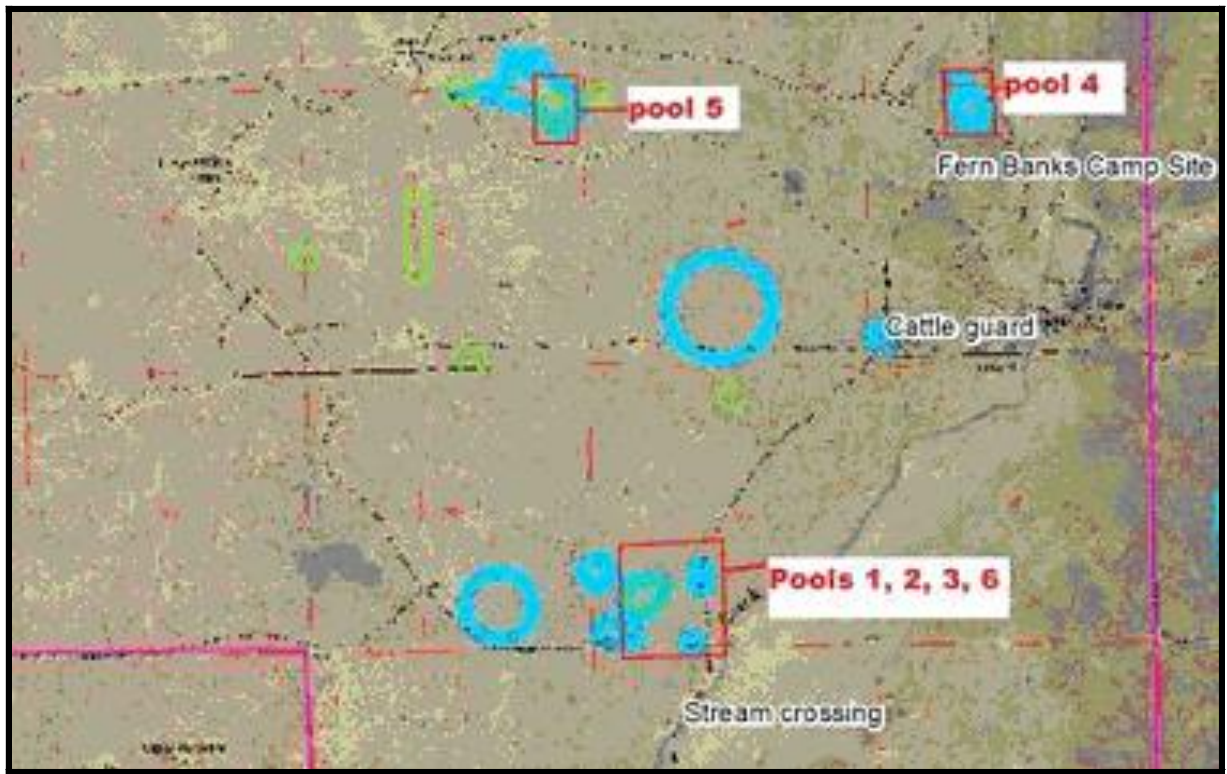 pool 5
pool 4
Fern Banks Camp Site
Cattle guard
Pools 1, 2, 3, 6
Stream crossing